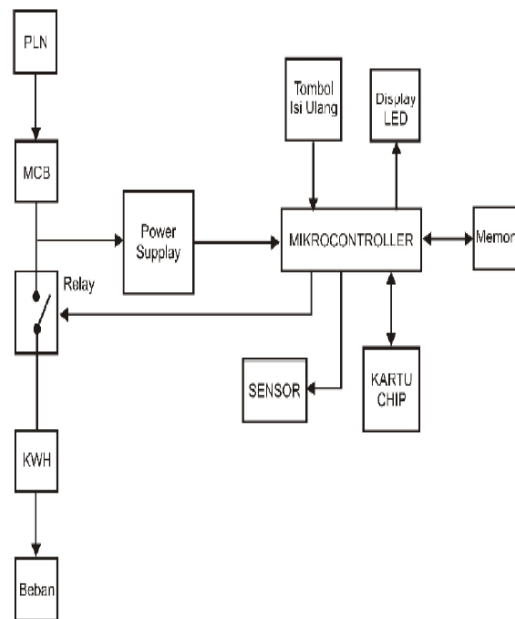 PLN
Tombol
Isi Ulang
Display
LED
MCB
Power
Supplay
MIKROCONTROLLER
Memori
Relay
SENSOR
KARTU
CHIP
KWH
Beban